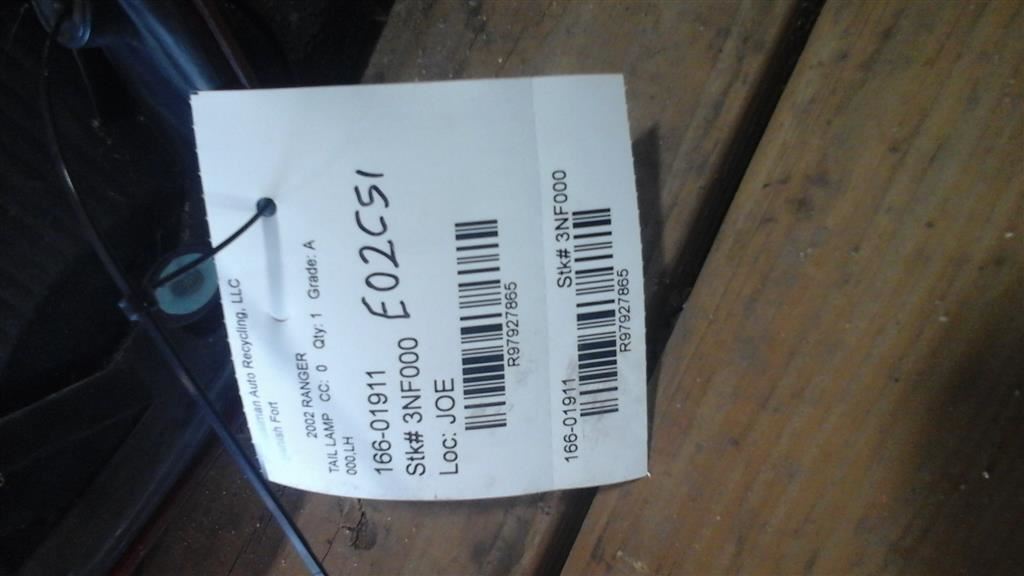 Auto Recycling, LLC
Fort
2002 RANGER
TAIL LAMP CC: 0 Qty: 1 Grade: A
000,LH
166-01911
Stk# 3NF000 E02C51
Loc: JOE
R97927865
166-01911 Stk# 3NF000
R97927865